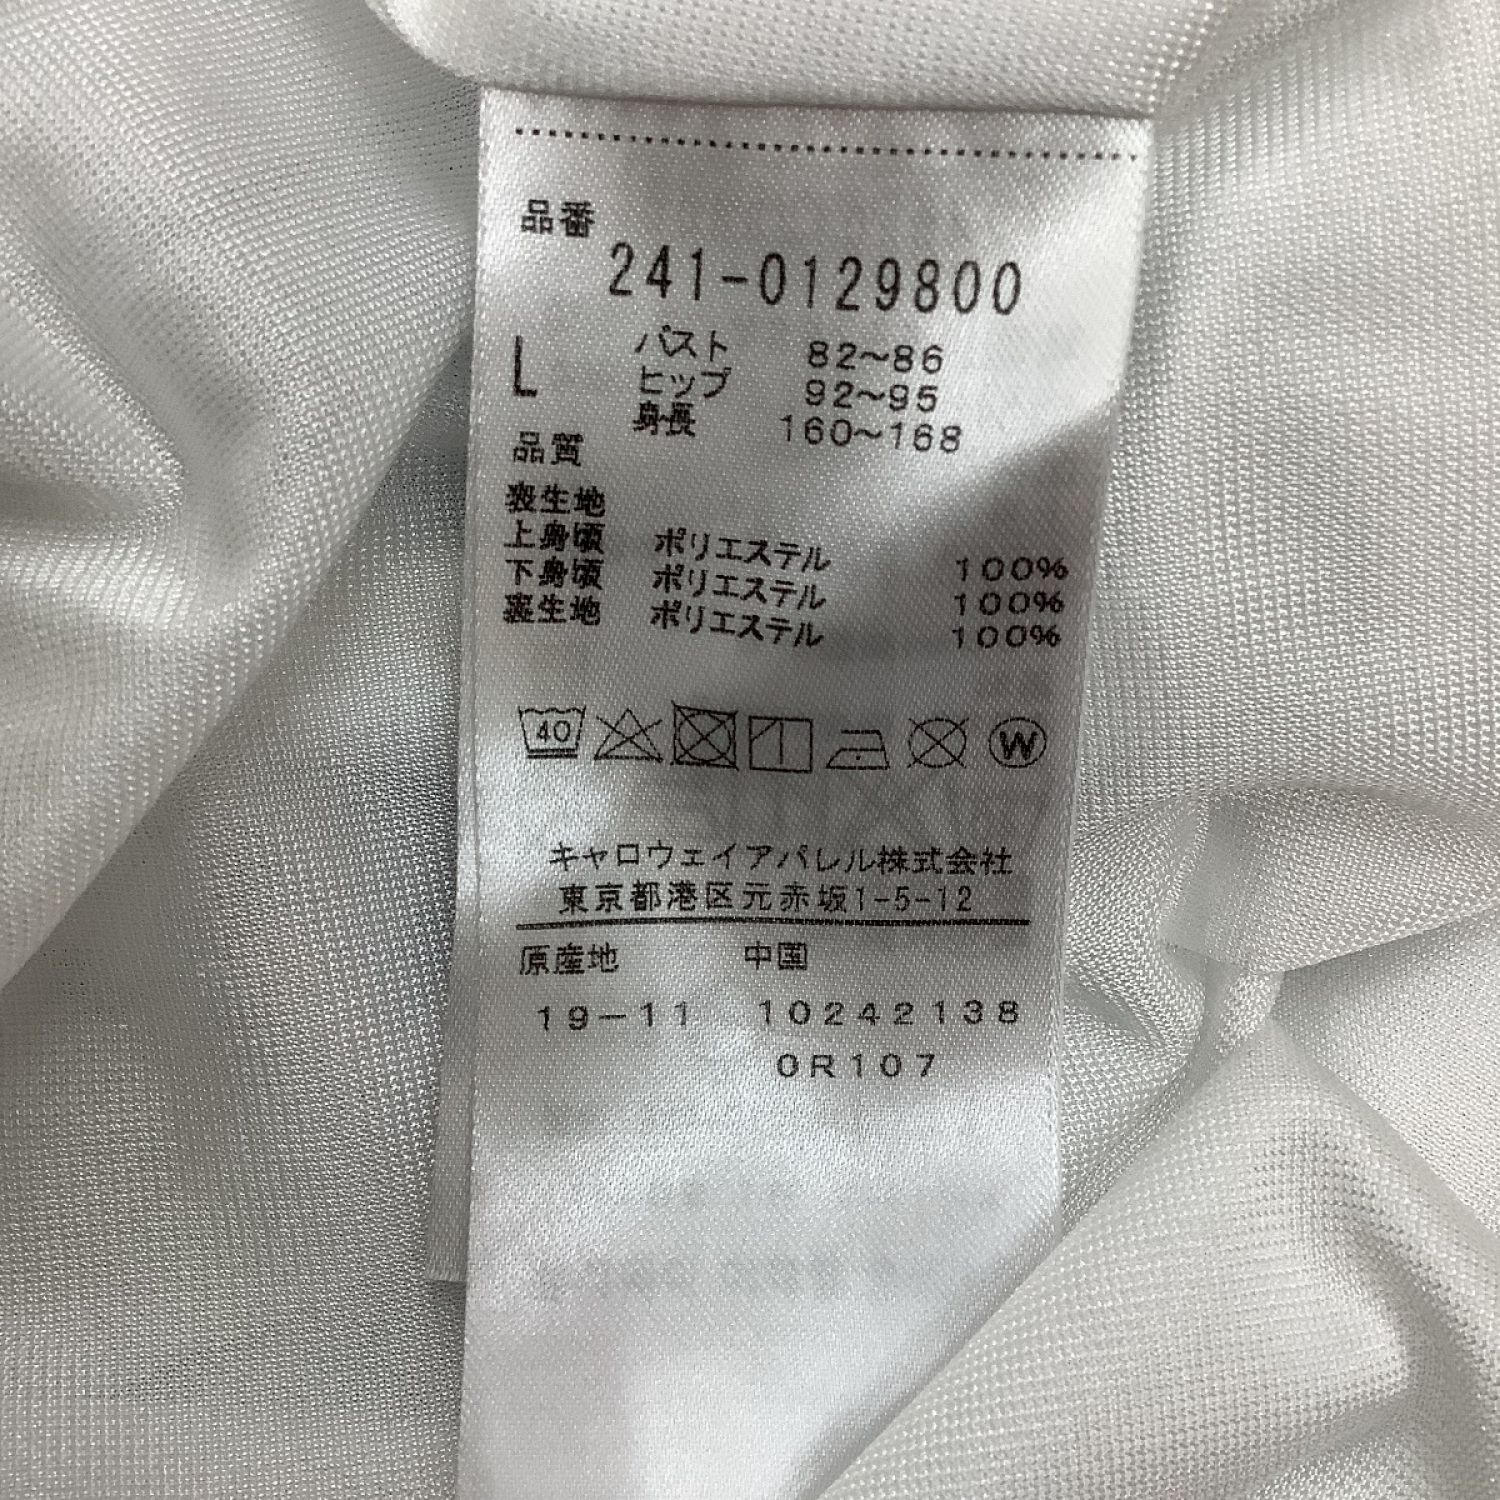 品番
241-0129800
L バスト 82~86
ヒップ 92~95
身長 160~168
品質
表生地
上身頃 ポリエステル 100%
下身頃 ポリエステル 100%
裏生地 ポリエステル 100%
40 W
キャロウェイアパレル株式会社
東京都港区元赤坂1-5-12
原産地 中国
19-11 10242138
0R107